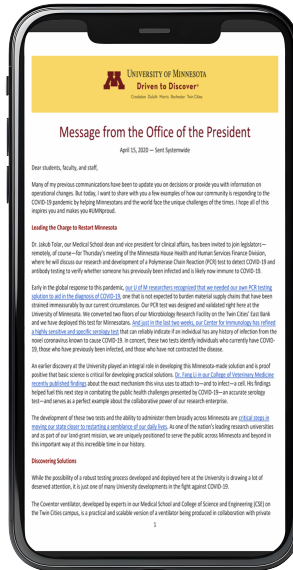 UNIVERSITY OF MINNESOTA
Driven to Discover®
Crookston Duluth Morris Rochester Twin Cities
Message from the Office of the President
April 15, 2020 — Sent Systemwide
Dear students, faculty, and staff,
Many of my previous communications have been to update you on decisions or provide you with information on
operational changes. But today, I want to share with you a few examples of how our community is responding to the
COVID-19 pandemic by helping Minnesotans and the world face the unique challenges of the times. I hope all of this
inspires you and makes you #UMNproud.
Leading the Charge to Restart Minnesota
Dr. Jakub Tolar, our Medical School dean and vice president for clinical affairs, has been invited to join legislators—
remotely, of course—for Thursday's meeting of the Minnesota House Health and Human Services Finance Division,
where he will discuss our research and development of a Polymerase Chain Reaction (PCR) test to detect COVID-19 and
antibody testing to verify whether someone has previously been infected and is likely now immune to COVID-19.
Early in the global response to this pandemic, our U of M researchers recognized that we needed our own PCR testing
solution to aid in the diagnosis of COVID-19, one that is not expected to burden material supply chains that have been
strained immeasurably by our current circumstances. Our PCR test was designed and validated right here at the
University of Minnesota. We converted two floors of our Microbiology Research Facility on the Twin Cities' East Bank
and we have deployed this test for Minnesotans. And just in the last two weeks, our Center for Immunology has refined
a highly sensitive and specific serology test that can reliably indicate if an individual has any history of infection from the
novel coronavirus known to cause COVID-19. In concert, these two tests identify individuals who currently have COVID-
19, those who have previously been infected, and those who have not contracted the disease.
An earlier discovery at the University played an integral role in developing this Minnesota-made solution and is proof
positive that basic science is critical for developing practical solutions. Dr. Fang Li in our College of Veterinary Medicine
recently published findings about the exact mechanism this virus uses to attach to—and to infect—a cell. His findings
helped fuel this next step in combating the public health challenges presented by COVID-19—an accurate serology
test—and serves as a perfect example about the collaborative power of our research enterprise.
The development of these two tests and the ability to administer them broadly across Minnesota are critical steps in
moving our state closer to restarting a semblance of our daily lives. As one of the nation's leading research universities
and as part of our land-grant mission, we are uniquely positioned to serve the public across Minnesota and beyond in
this important way at this incredible time in our history.
Discovering Solutions
While the possibility of a robust testing process developed and deployed here at the University is drawing a lot of
deserved attention, it is just one of many University developments in the fight against COVID-19.
The Coventor ventilator, developed by experts in our Medical School and College of Science and Engineering (CSE) on
the Twin Cities campus, is a practical and scalable version of a ventilator being produced in collaboration with private
1